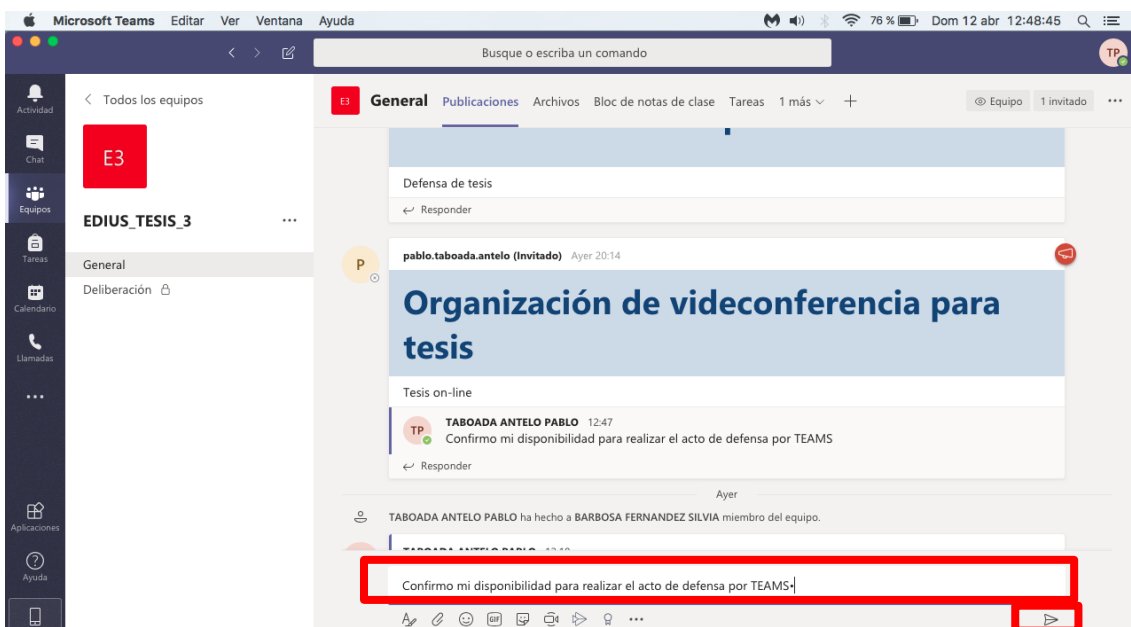 Microsoft Teams Editar Ver Ventana Ayuda 76 % Dom 12 abr 12:48:45
Busque o escriba un comando
TP
Actividad
Chat
Equipos
Tareas
Calendario
Llamadas
Aplicaciones
Ayuda
Todos los equipos
E3
EDIUS_TESIS_3
General
Deliberación
E3 General Publicaciones Archivos Bloc de notas de clase Tareas 1 más Equipo 1 invitado
Defensa de tesis
Responder
P
pablo.taboada.antelo (Invitado) Ayer 20:14
Organización de videconferencia para
tesis
Tesis on-line
TP
TABOADA ANTELO PABLO 12:47
Confirmo mi disponibilidad para realizar el acto de defensa por TEAMS
Responder
Ayer
TABOADA ANTELO PABLO ha hecho a BARBOSA FERNANDEZ SILVIA miembro del equipo.
TABOADA ANTELO PABLO
Confirmo mi disponibilidad para realizar el acto de defensa por TEAMS•
GIF